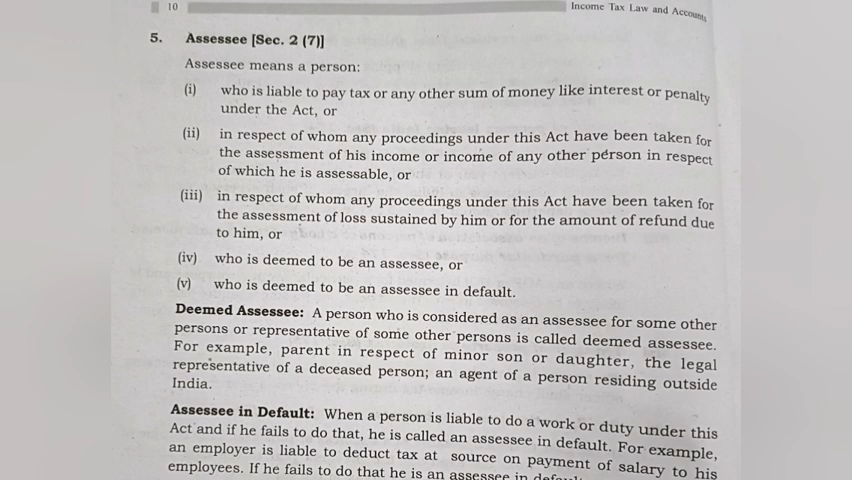 10
Income Tax Law and Accounts
5. Assessee [Sec. 2 (7)]
Assessee means a person:
(i) who is liable to pay tax or any other sum of money like interest or penalty
under the Act, or
(ii) in respect of whom any proceedings under this Act have been taken for
the assessment of his income or income of any other person in respect
of which he is assessable, or
(iii) in respect of whom any proceedings under this Act have been taken for
the assessment of loss sustained by him or for the amount of refund due
to him, or
(iv) who is deemed to be an assessee, or
(v) who is deemed to be an assessee in default.
Deemed Assessee: A person who is considered as an assessee for some other
persons or representative of some other persons is called deemed assessee.
For example, parent in respect of minor son or daughter, the legal
representative of a deceased person; an agent of a person residing outside
India.
Assessee in Default: When a person is liable to do a work or duty under this
Act and if he fails to do that, he is called an assessee in default. For example,
an employer is liable to deduct tax at source on payment of salary to his
employees. If he fails to do that he is an assessee in